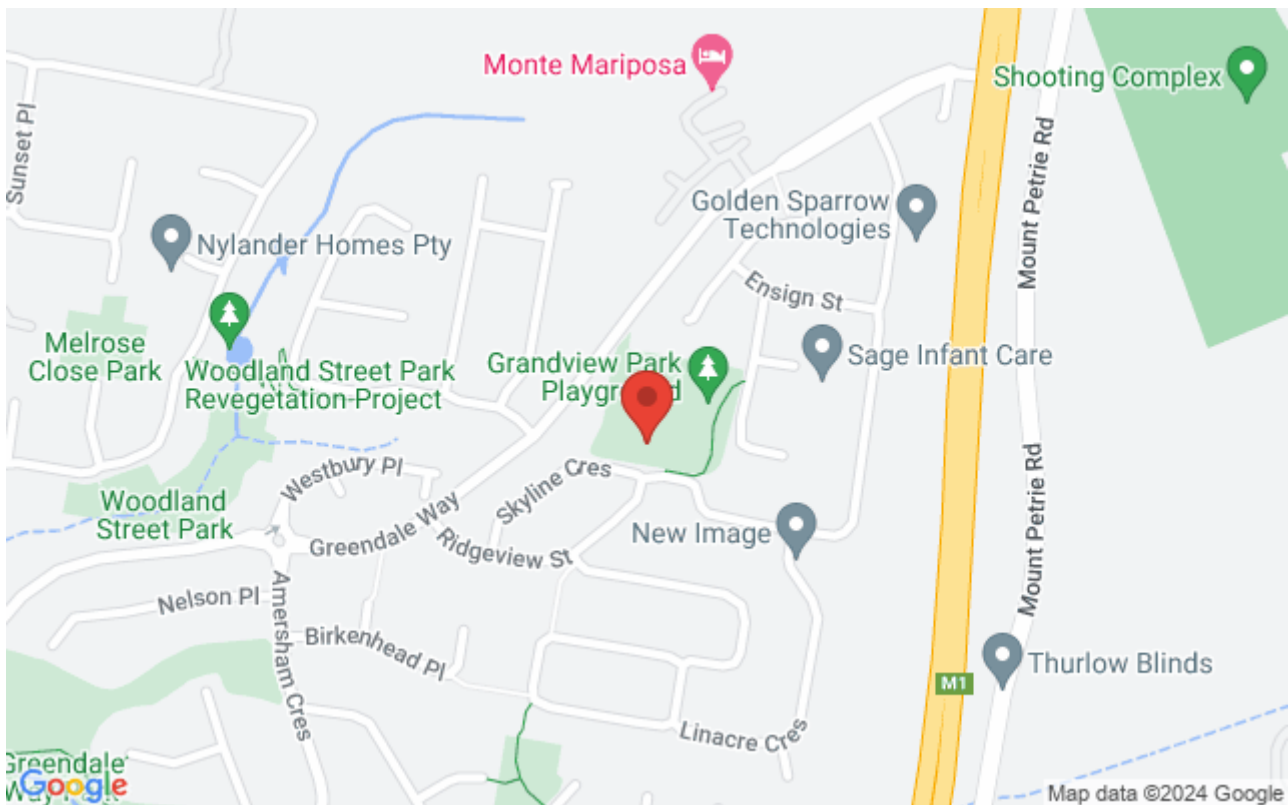 Monte Mariposa
Shooting Complex
Sunset Pl
Mount Petrie Rd
Golden Sparrow
Technologies
Nylander Homes Pty
Ensign St
Melrose
Close Park
Woodland Street Park
Revegetation Project
Grandview Park
Sage Infant Care
Westbury Pl
Skyline Cres
Mount Petrie Rd
Woodland
Street Park
Greendale Way
Ridgeview St
New Image
Nelson Pl
Amersham Cres
Birkenhead Pl
Thurlow Blinds
M1
Linacre Cres
Greendale
Google
Map data ©2024 Google